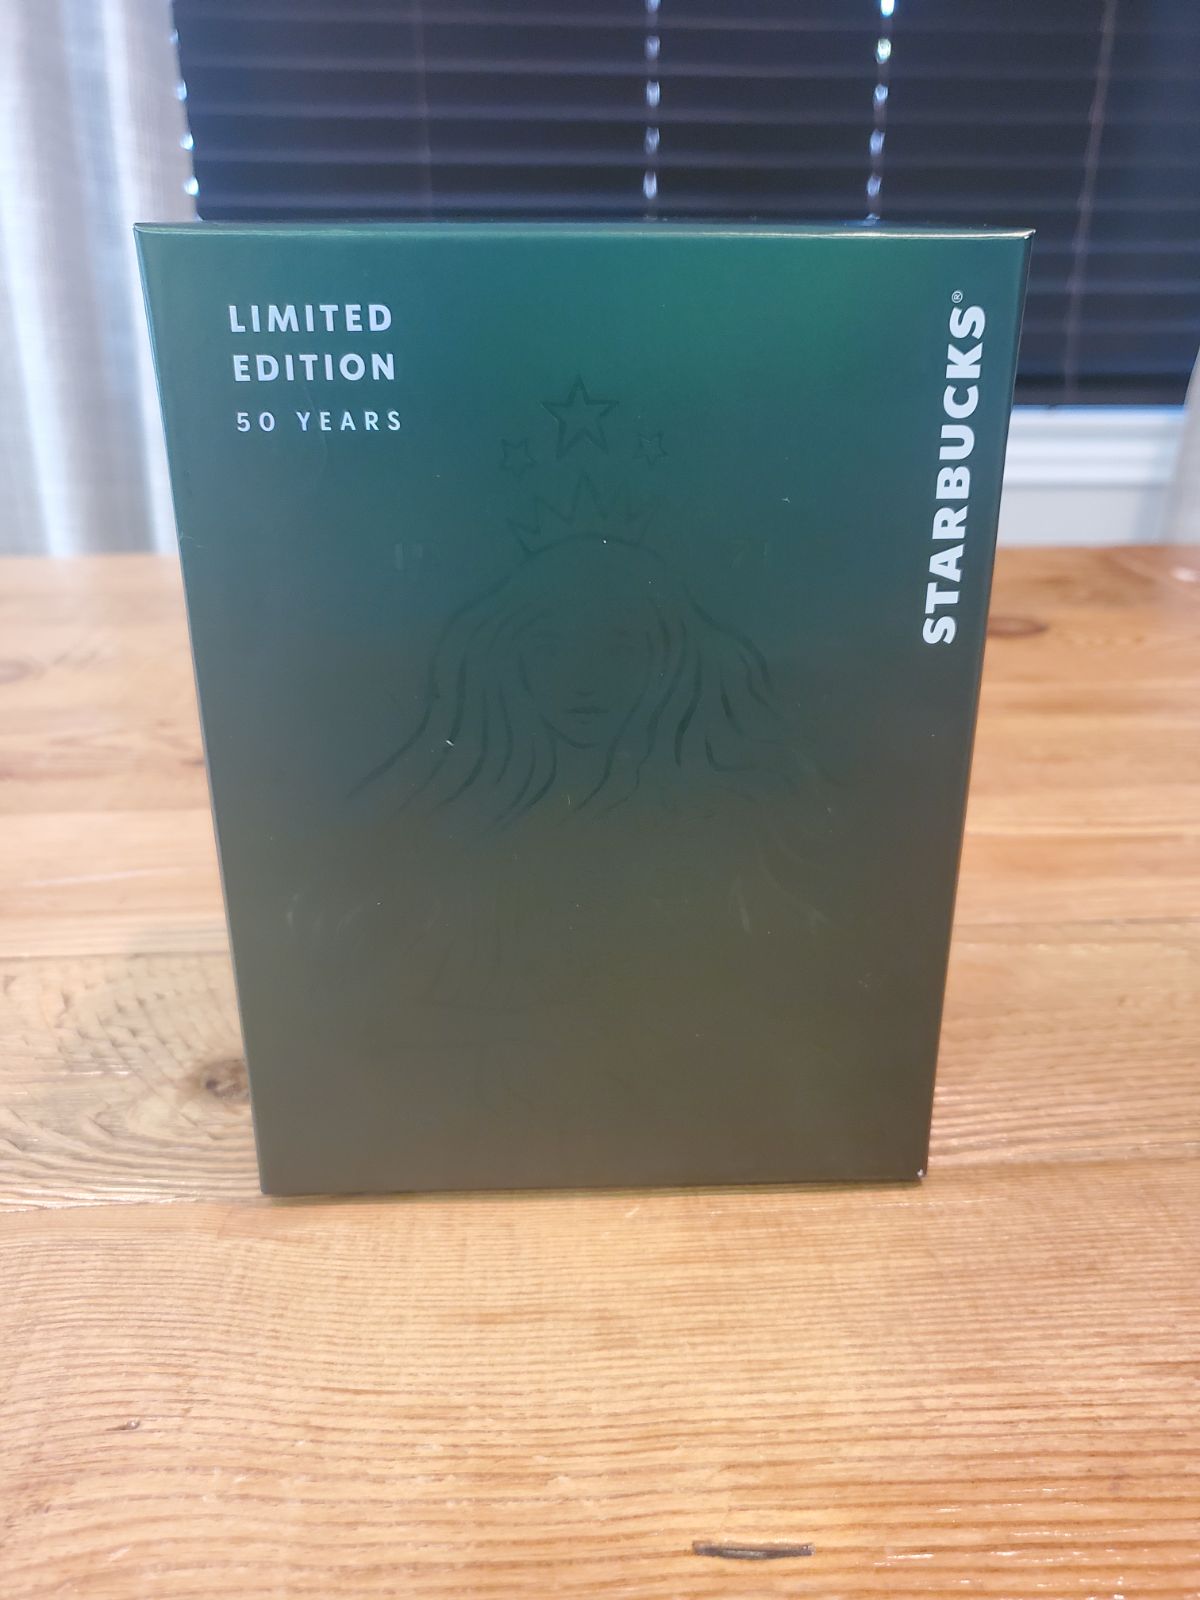 LIMITED
EDITION
50 YEARS
STARBUCKS®